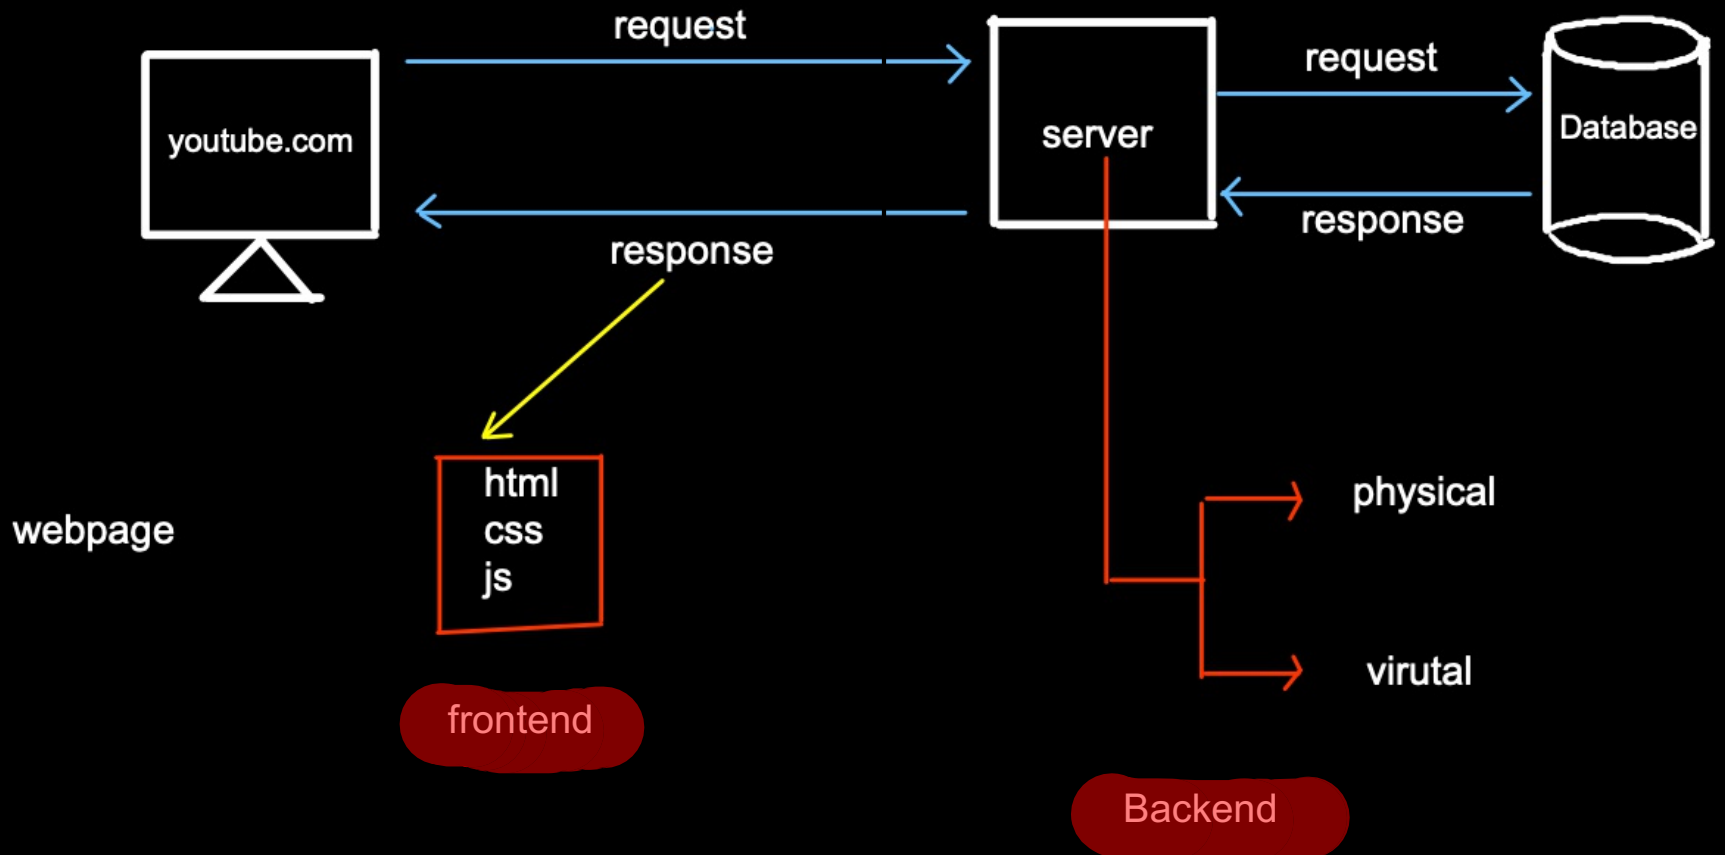 request
request
youtube.com
server
Database
response
response
html
css
js
webpage
physical
virutal
frontend
Backend